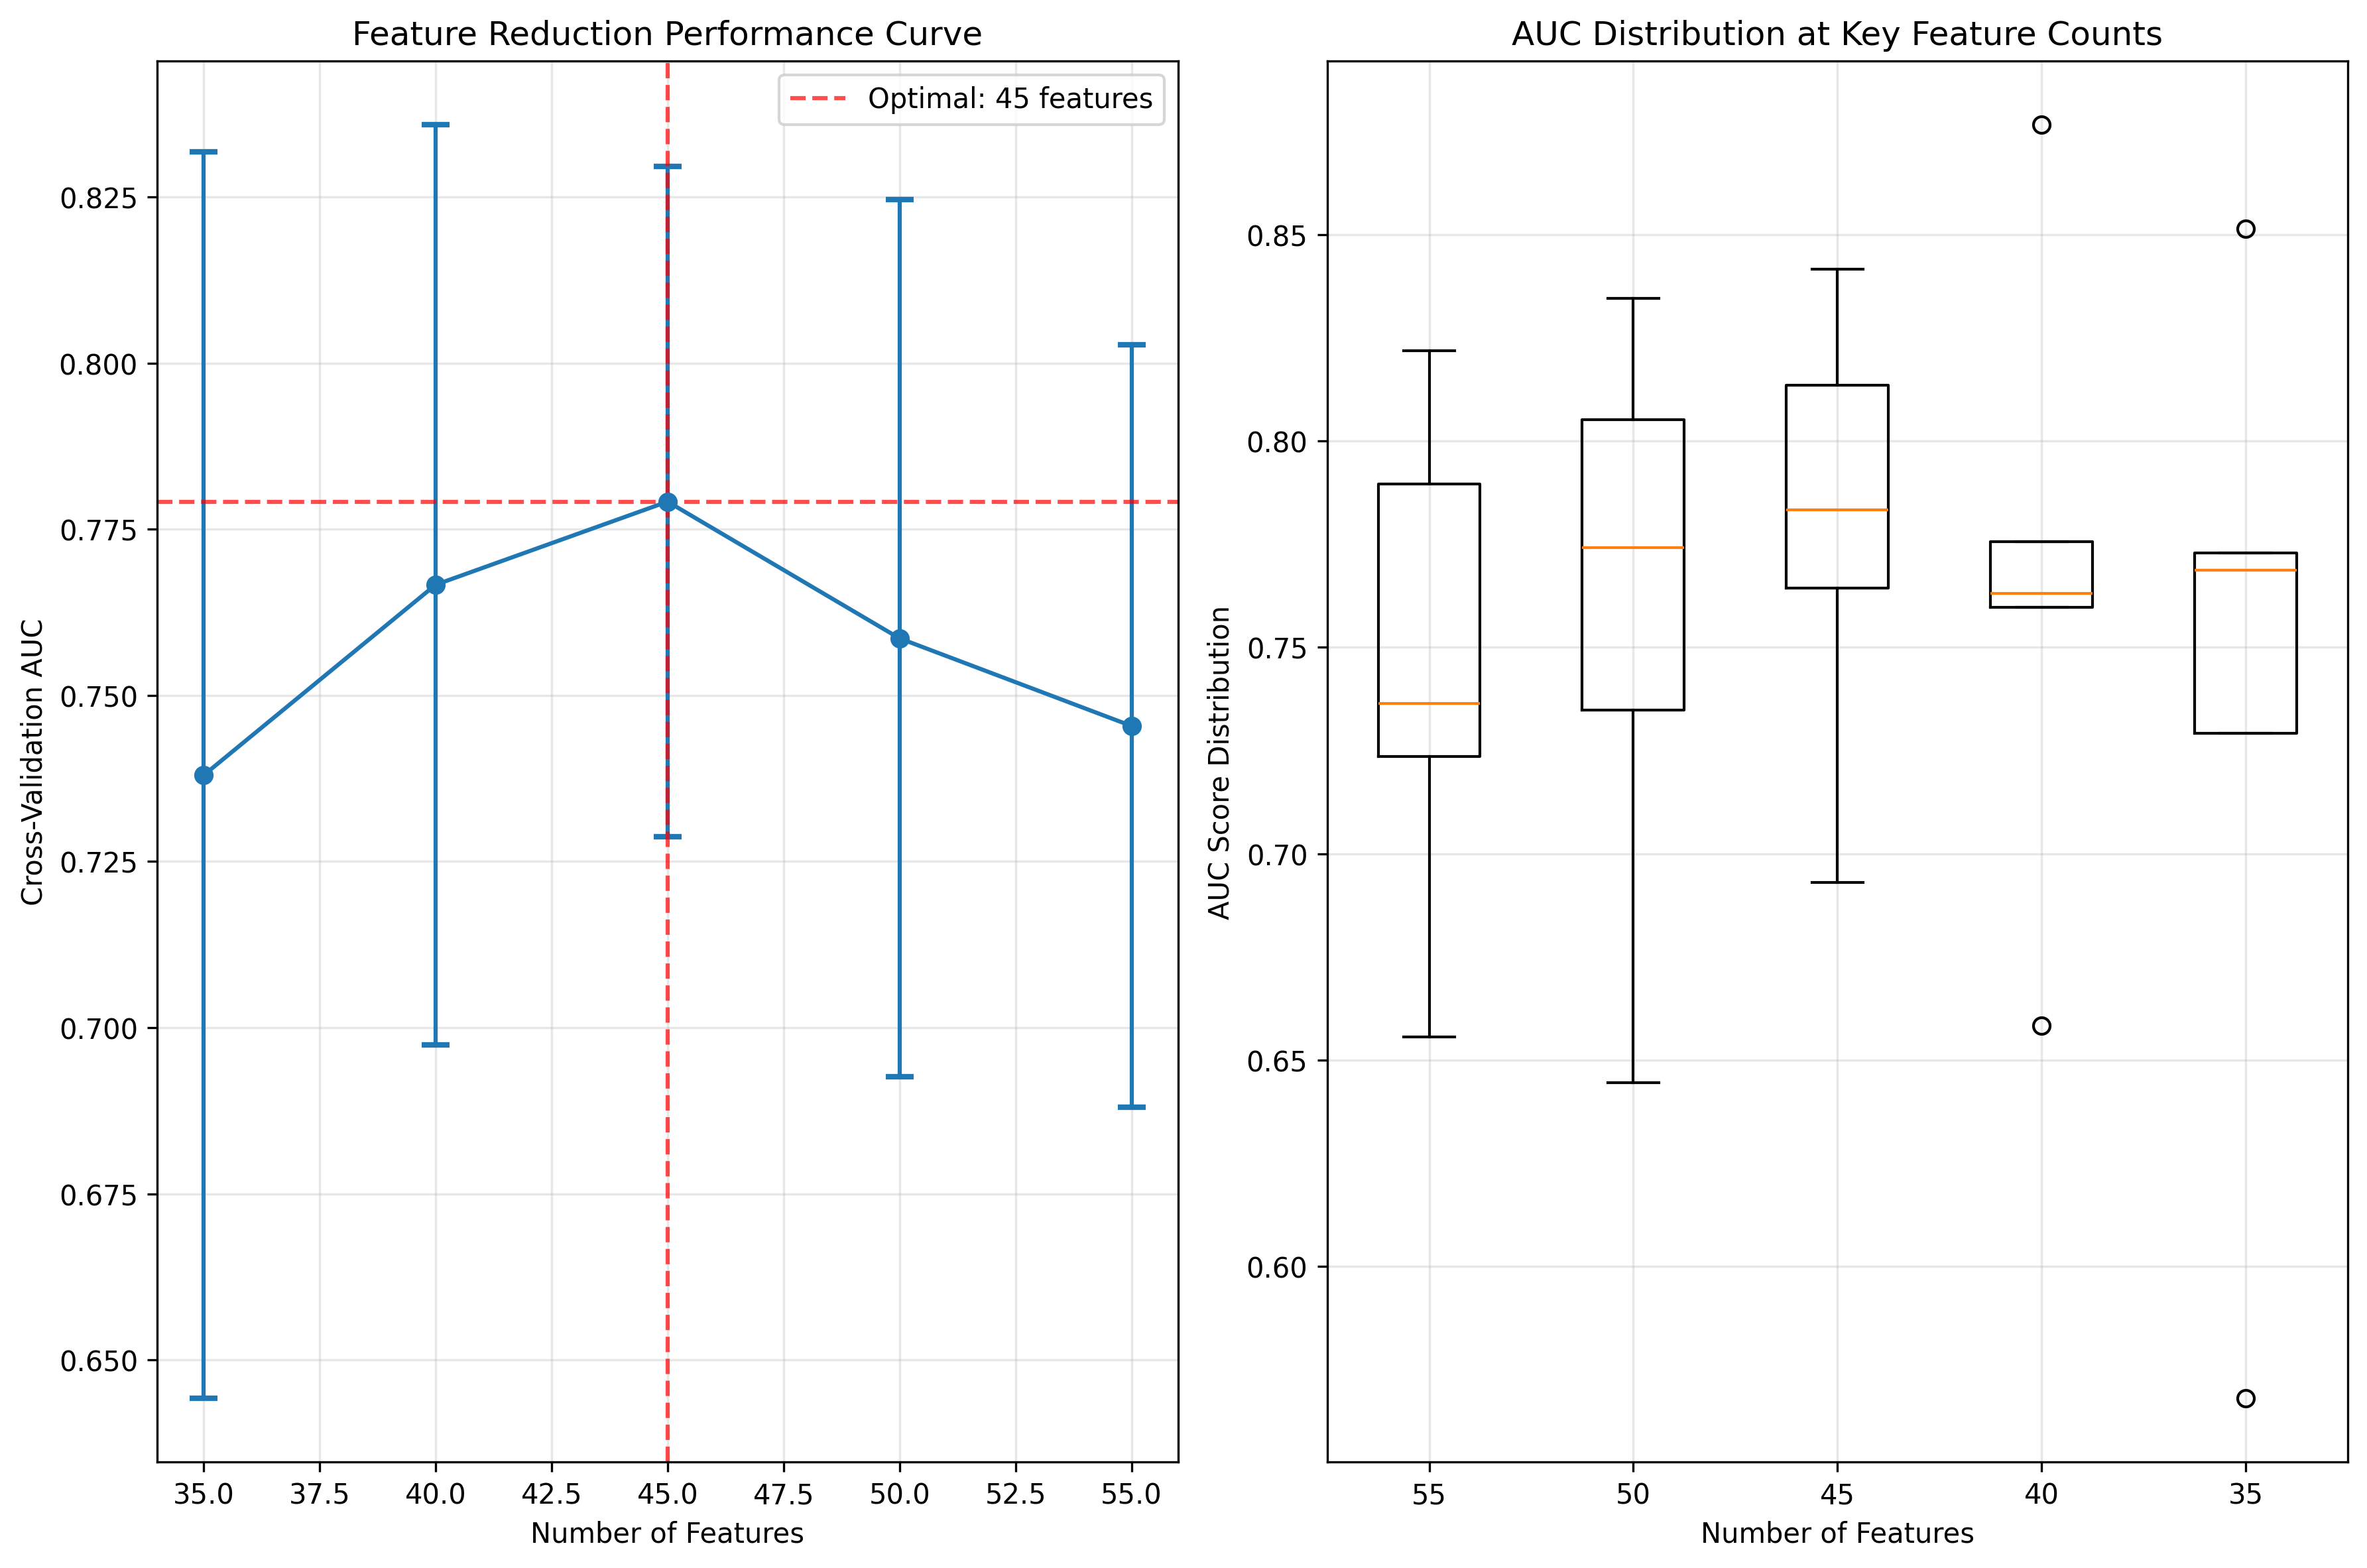 Feature Reduction Performance Curve
Optimal: 45 features
Cross-Validation AUC
0.825
0.800
0.775
0.750
0.725
0.700
0.675
0.650
35.0 37.5 40.0 42.5 45.0 47.5 50.0 52.5 55.0
Number of Features
AUC Distribution at Key Feature Counts
AUC Score Distribution
0.85
0.80
0.75
0.70
0.65
0.60
55 50 45 40 35
Number of Features